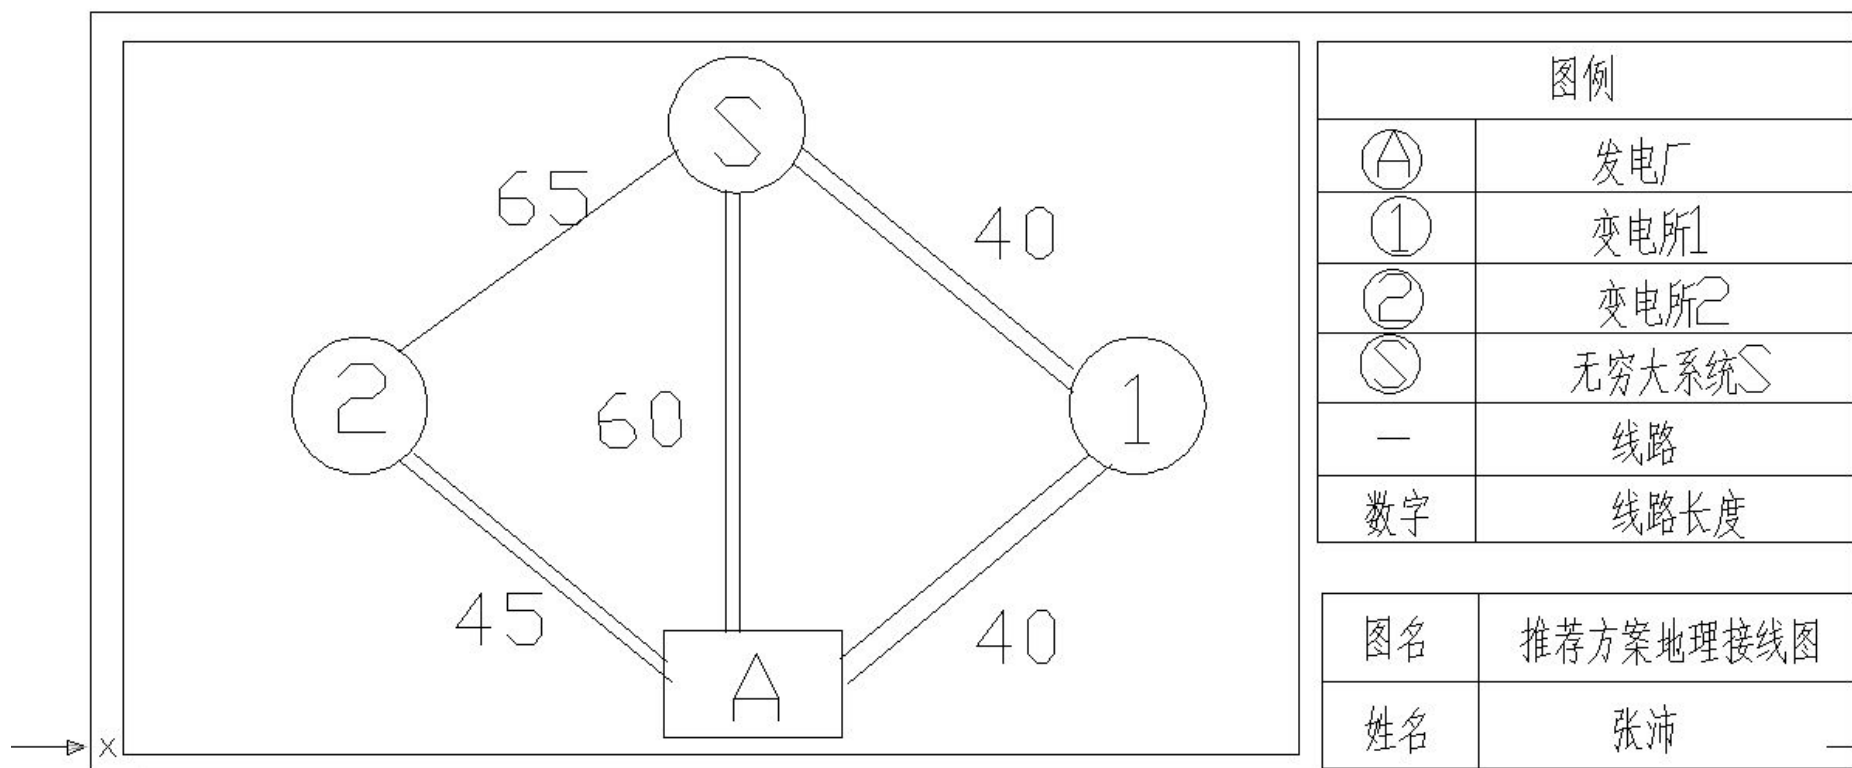 S
65
40
2
60
1
45
40
A
X
图例
A 发电厂
1 变电所1
2 变电所2
S 无穷大系统S
— 线路
数字 线路长度
图名 推荐方案地理接线图
姓名 张沛